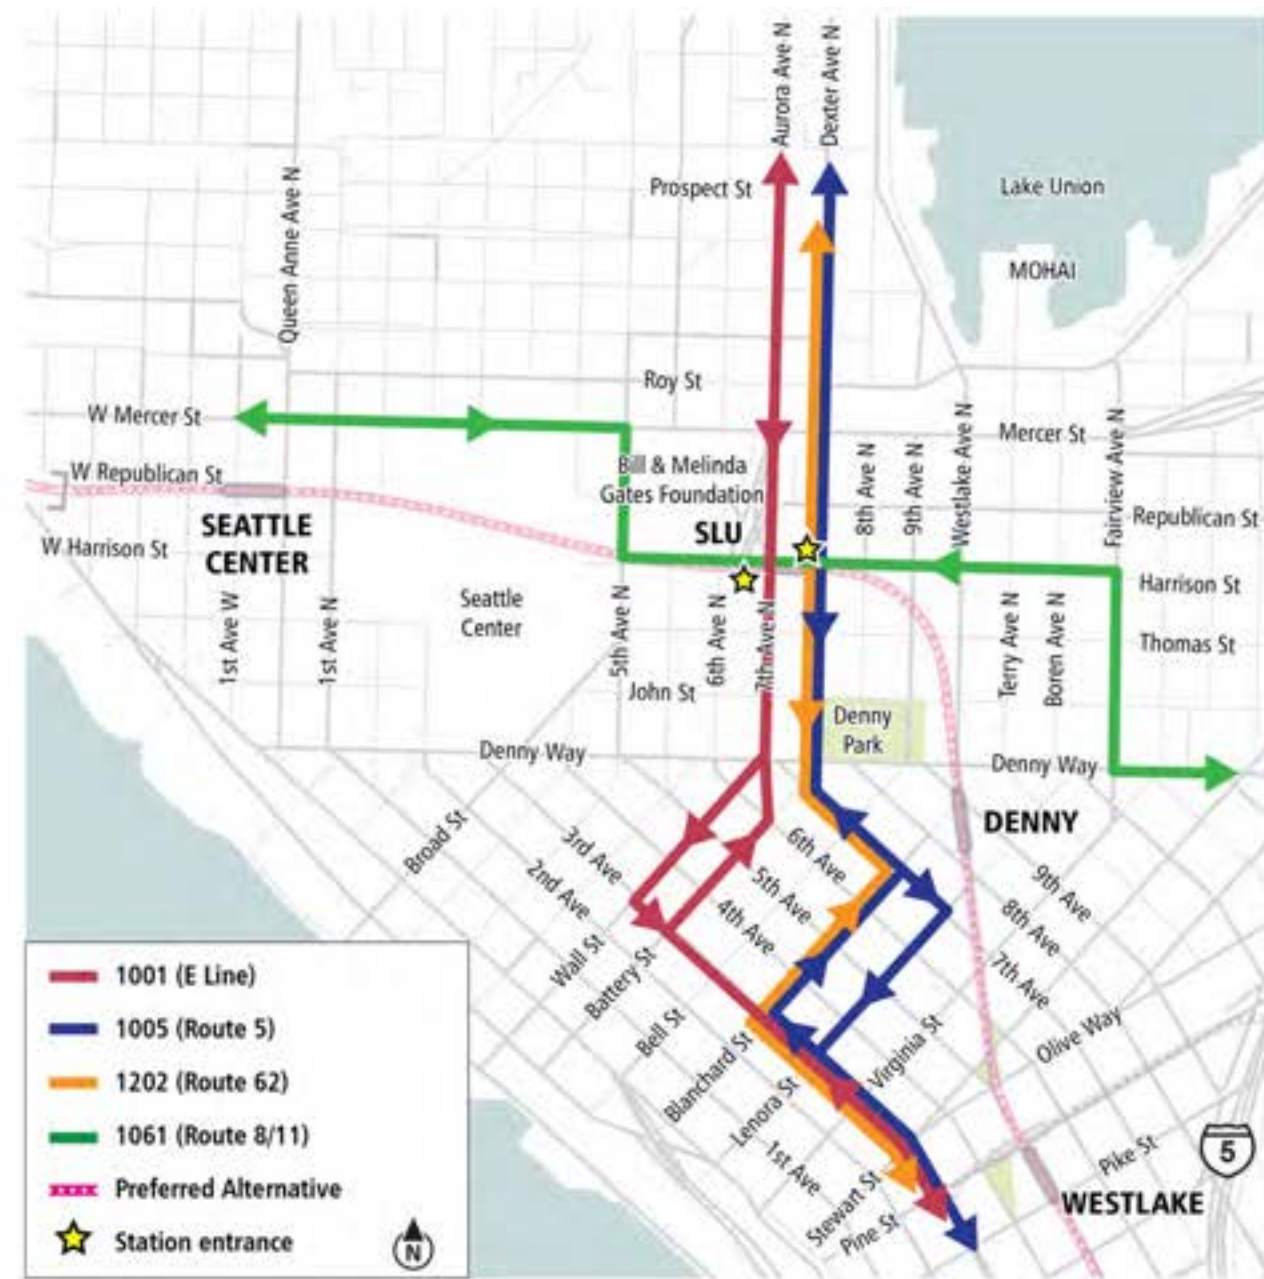 Aurora Ave N
Dexter Ave N
Prospect St
Lake Union
MOHAI
Queen Anne Ave N
Roy St
W Mercer St
Mercer St
W Republican St
Bill & Melinda
Gates Foundation
8th Ave N
9th Ave N
Westlake Ave N
Fairview Ave N
Republican St
SEATTLE
CENTER
SLU
W Harrison St
Harrison St
Seattle
Center
1st Ave W
1st Ave N
5th Ave N
6th Ave N
7th Ave N
Terry Ave N
Boren Ave N
Thomas St
John St
Denny
Park
Denny Way
Denny Way
DENNY
Broad St
3rd Ave
2nd Ave
6th Ave
5th Ave
4th Ave
9th Ave
8th Ave
7th Ave
Wall St
Battery St
Bell St
Blanchard St
Lenora St
Virginia St
Olive Way
1st Ave
Stewart St
Pine St
Pike St
5
WESTLAKE
1001 (E Line)
1005 (Route 5)
1202 (Route 62)
1061 (Route 8/11)
Preferred Alternative
Station entrance
N